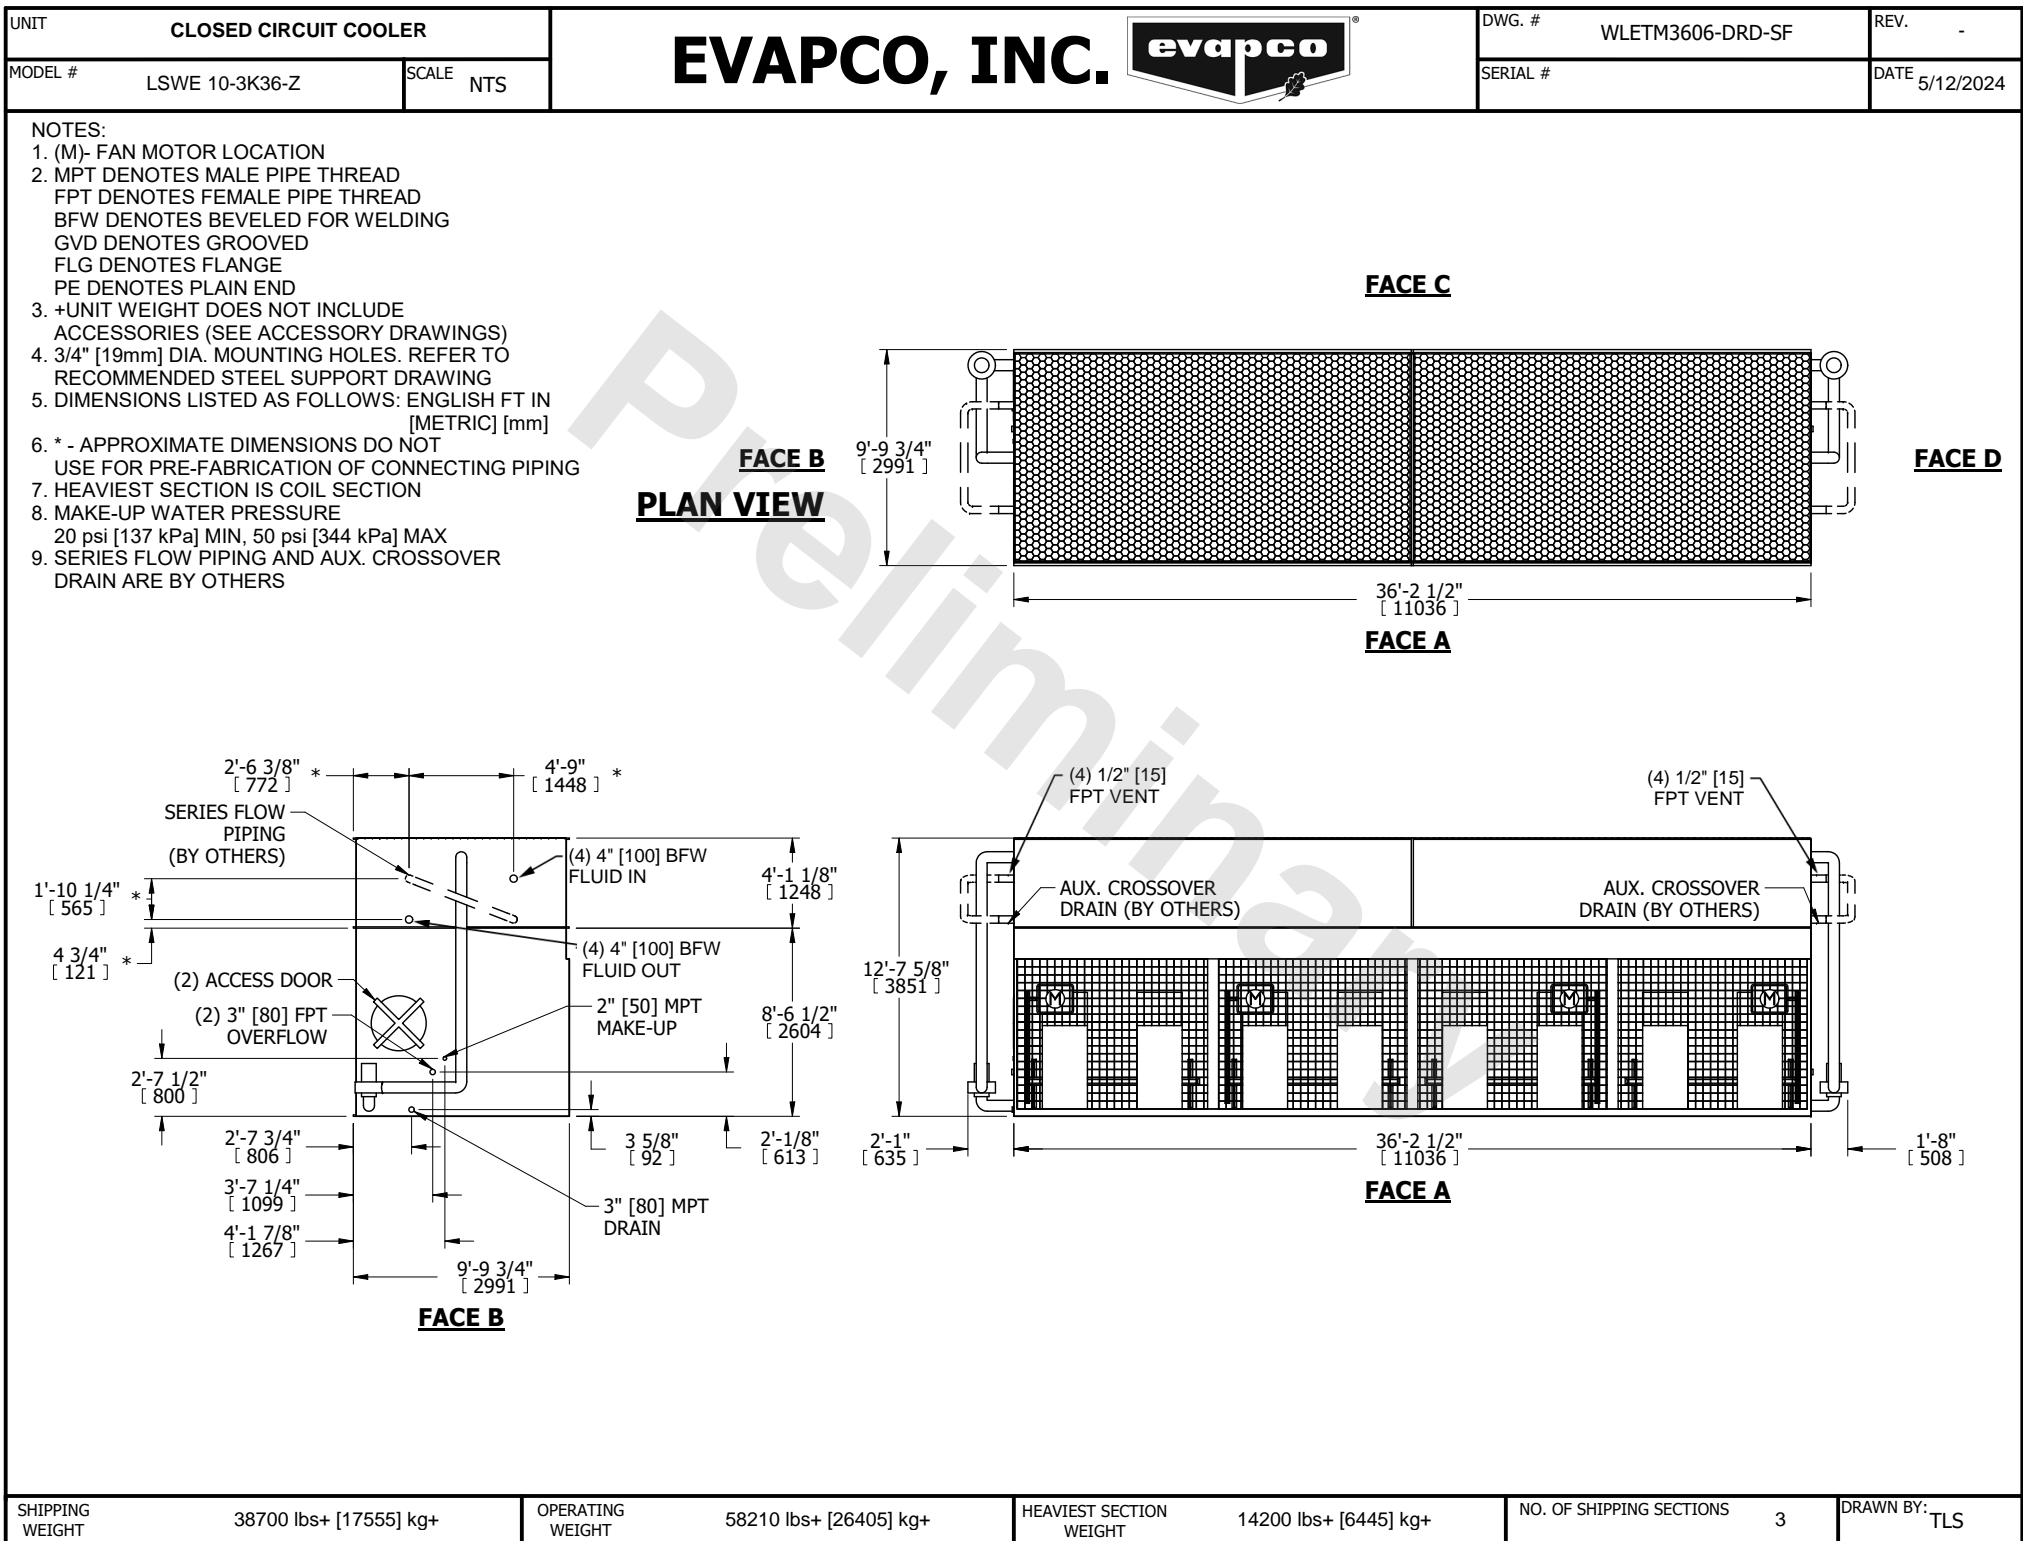 UNIT
CLOSED CIRCUIT COOLER
MODEL #
LSWE 10-3K36-Z
SCALE
NTS
EVAPCO, INC.
evapco
®
DWG. #
WLETM3606-DRD-SF
REV.
-
SERIAL #
DATE
5/12/2024
NOTES:
1. (M)- FAN MOTOR LOCATION
2. MPT DENOTES MALE PIPE THREAD
FPT DENOTES FEMALE PIPE THREAD
BFW DENOTES BEVELED FOR WELDING
GVD DENOTES GROOVED
FLG DENOTES FLANGE
PE DENOTES PLAIN END
3. +UNIT WEIGHT DOES NOT INCLUDE
ACCESSORIES (SEE ACCESSORY DRAWINGS)
4. 3/4" [19mm] DIA. MOUNTING HOLES. REFER TO
RECOMMENDED STEEL SUPPORT DRAWING
5. DIMENSIONS LISTED AS FOLLOWS: ENGLISH FT IN
[METRIC] [mm]
6. * - APPROXIMATE DIMENSIONS DO NOT
USE FOR PRE-FABRICATION OF CONNECTING PIPING
7. HEAVIEST SECTION IS COIL SECTION
8. MAKE-UP WATER PRESSURE
20 psi [137 kPa] MIN, 50 psi [344 kPa] MAX
9. SERIES FLOW PIPING AND AUX. CROSSOVER
DRAIN ARE BY OTHERS
Preliminary
FACE C
FACE B
PLAN VIEW
9'-9 3/4"
[ 2991 ]
FACE D
36'-2 1/2"
[ 11036 ]
FACE A
2'-6 3/8" *
[ 772 ]
4'-9" *
[ 1448 ]
SERIES FLOW
PIPING
(BY OTHERS)
(4) 4" [100] BFW
FLUID IN
4'-1 1/8"
[ 1248 ]
1'-10 1/4" *
[ 565 ]
4 3/4" *
[ 121 ]
(4) 4" [100] BFW
FLUID OUT
(2) ACCESS DOOR
(2) 3" [80] FPT
OVERFLOW
2" [50] MPT
MAKE-UP
8'-6 1/2"
[ 2604 ]
2'-7 1/2"
[ 800 ]
2'-7 3/4"
[ 806 ]
3 5/8"
[ 92 ]
2'-1/8"
[ 613 ]
3'-7 1/4"
[ 1099 ]
3" [80] MPT
DRAIN
4'-1 7/8"
[ 1267 ]
9'-9 3/4"
[ 2991 ]
FACE B
(4) 1/2" [15]
FPT VENT
(4) 1/2" [15]
FPT VENT
AUX. CROSSOVER
DRAIN (BY OTHERS)
AUX. CROSSOVER
DRAIN (BY OTHERS)
12'-7 5/8"
[ 3851 ]
M
M
M
M
2'-1"
[ 635 ]
36'-2 1/2"
[ 11036 ]
1'-8"
[ 508 ]
FACE A
SHIPPING
WEIGHT
38700 lbs+ [17555] kg+
OPERATING
WEIGHT
58210 lbs+ [26405] kg+
HEAVIEST SECTION
WEIGHT
14200 lbs+ [6445] kg+
NO. OF SHIPPING SECTIONS
3
DRAWN BY:
TLS